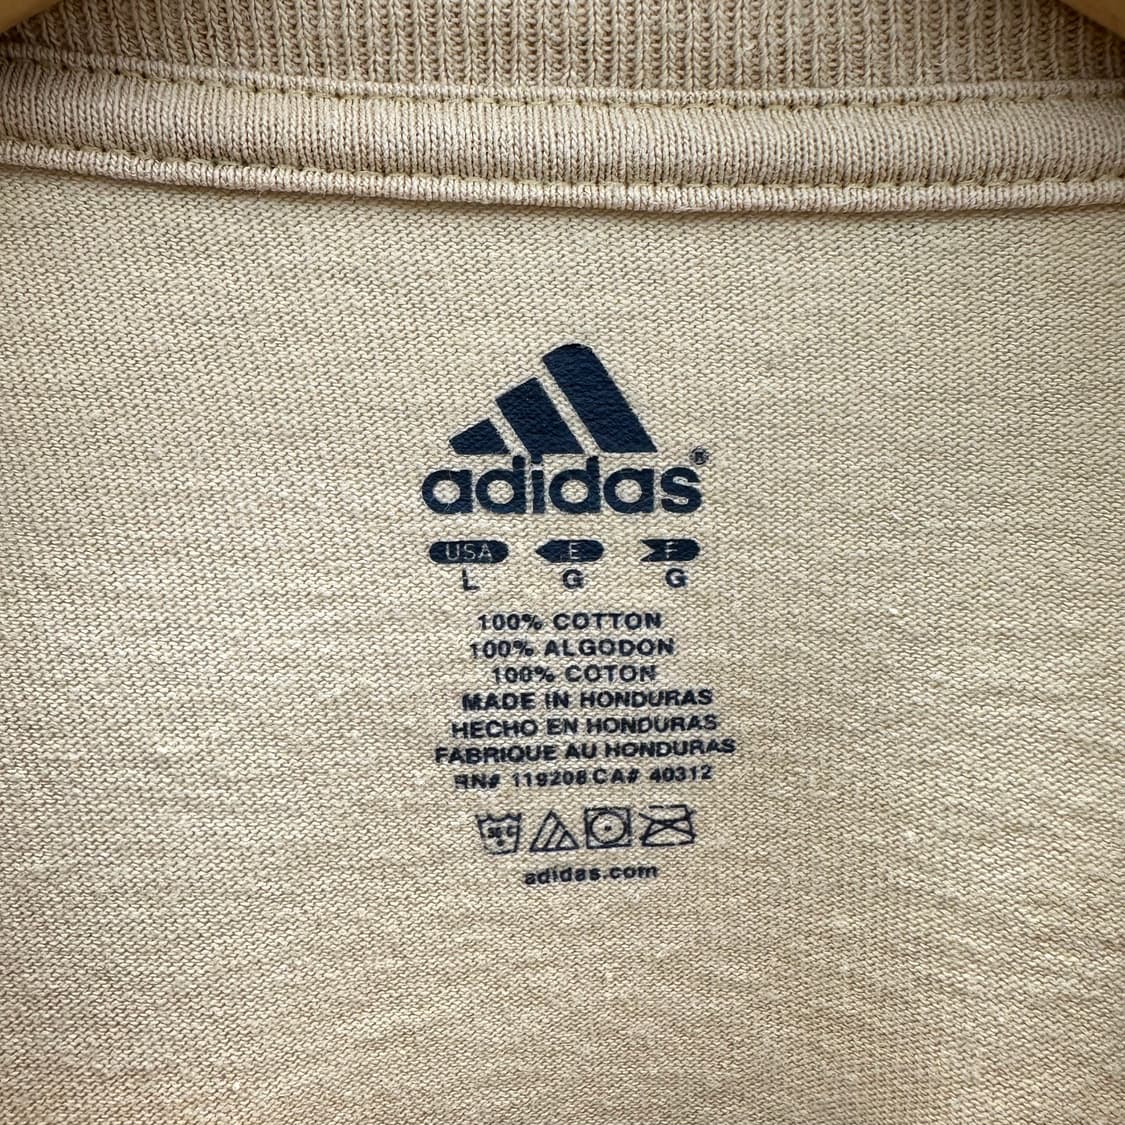 adidas®
USA E F
L G G
100% COTTON
100% ALGODON
100% COTON
MADE IN HONDURAS
HECHO EN HONDURAS
FABRIQUE AU HONDURAS
RN# 119208 CA# 40312
adidas.com